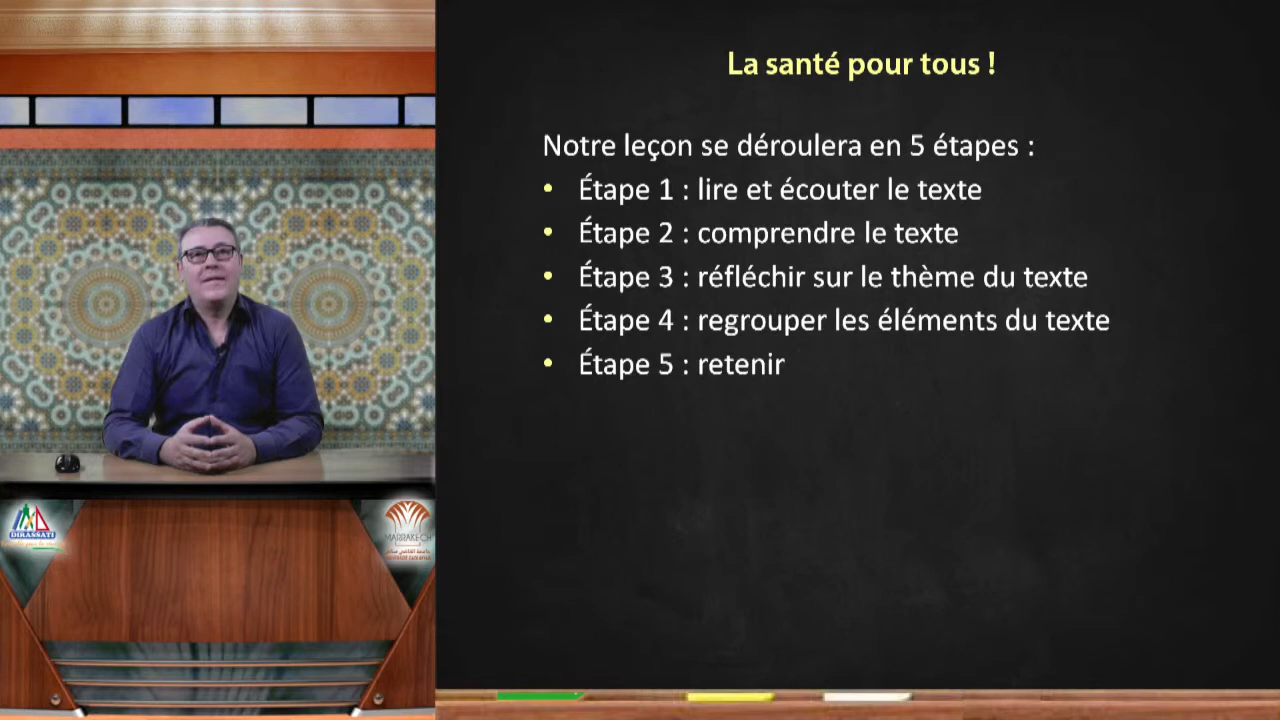 La santé pour tous !
Notre leçon se déroulera en 5 étapes :
• Étape 1 : lire et écouter le texte
• Étape 2 : comprendre le texte
• Étape 3 : réfléchir sur le thème du texte
• Étape 4 : regrouper les éléments du texte
• Étape 5 : retenir
DIRASSATI
MARRAKECH